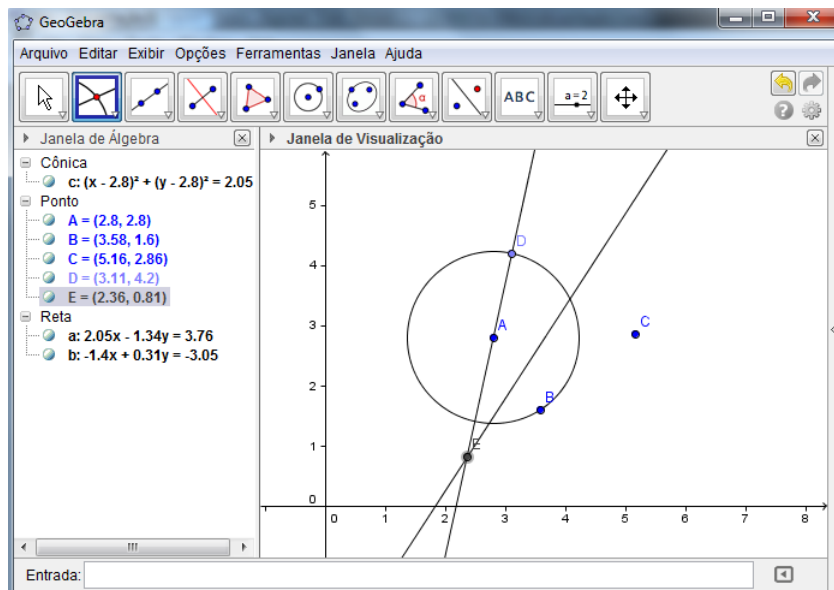 GeoGebra
Arquivo Editar Exibir Opções Ferramentas Janela Ajuda
ABC
a=2
α
Janela de Álgebra
Cônica
c: (x - 2.8)² + (y - 2.8)² = 2.05
Ponto
A = (2.8, 2.8)
B = (3.58, 1.6)
C = (5.16, 2.86)
D = (3.11, 4.2)
E = (2.36, 0.81)
Reta
a: 2.05x - 1.34y = 3.76
b: -1.4x + 0.31y = -3.05
Janela de Visualização
5
4
3
2
1
0
0 1 2 3 4 5 6 7 8
D
A
C
B
E
Entrada: